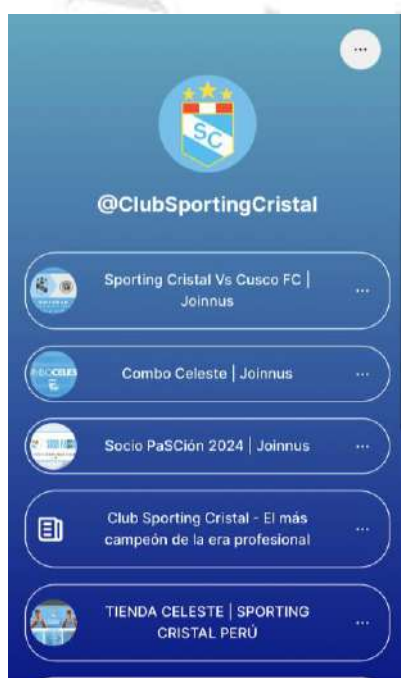 SC
@ClubSportingCristal
Sporting Cristal Vs Cusco FC |
Joinnus
Combo Celeste | Joinnus
Socio PaSCión 2024 | Joinnus
Club Sporting Cristal - El más
campeón de la era profesional
TIENDA CELESTE | SPORTING
CRISTAL PERÚ